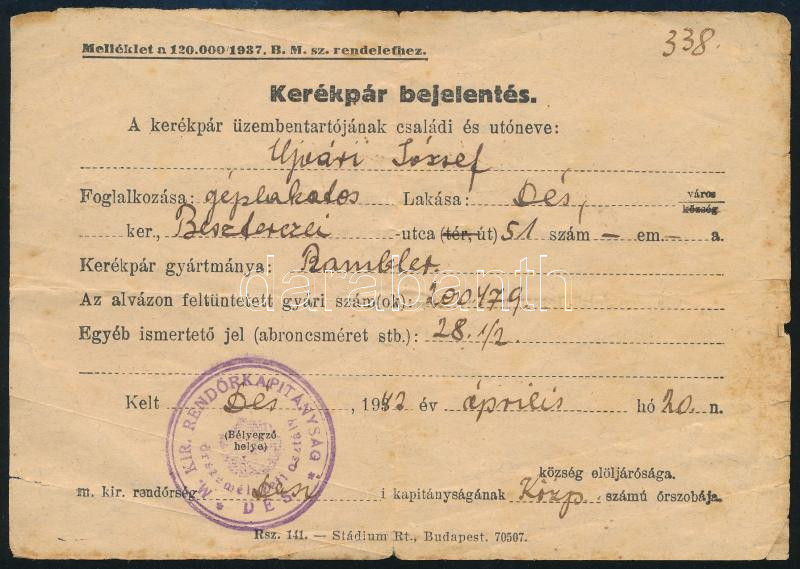 Melléklet a 120.000/1937. B. M. sz. rendelethez.
338.
Kerékpár bejelentés.
A kerékpár üzembentartójának családi és utóneve:
Ujvári József
Foglalkozása: géplakatos Lakása: Dés, város
község
ker., Beszterczei -utca (tér, út) 51 szám — em. — a.
Kerékpár gyártmánya: Rambler.
darabanth
Az alvázon feltüntetett gyári szám(ok): 200479.
Egyéb ismertető jel (abroncsméret stb.): 28. 1/2.
Kelt Dés, 1942 év április hó 20. n.
M. KIR. RENDŐRKAPITÁNYSÁG
DÉS
(Bélyegző
helye)
község elöljárósága.
m. kir. rendőrség Dési i kapitányságának Közp. számú őrszobája.
Rsz. 141. — Stádium Rt., Budapest. 70507.